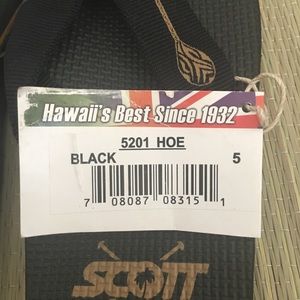 Hawaii's Best Since 1932
5201 HOE
BLACK 5
7 08087 08315 1
SCOTT